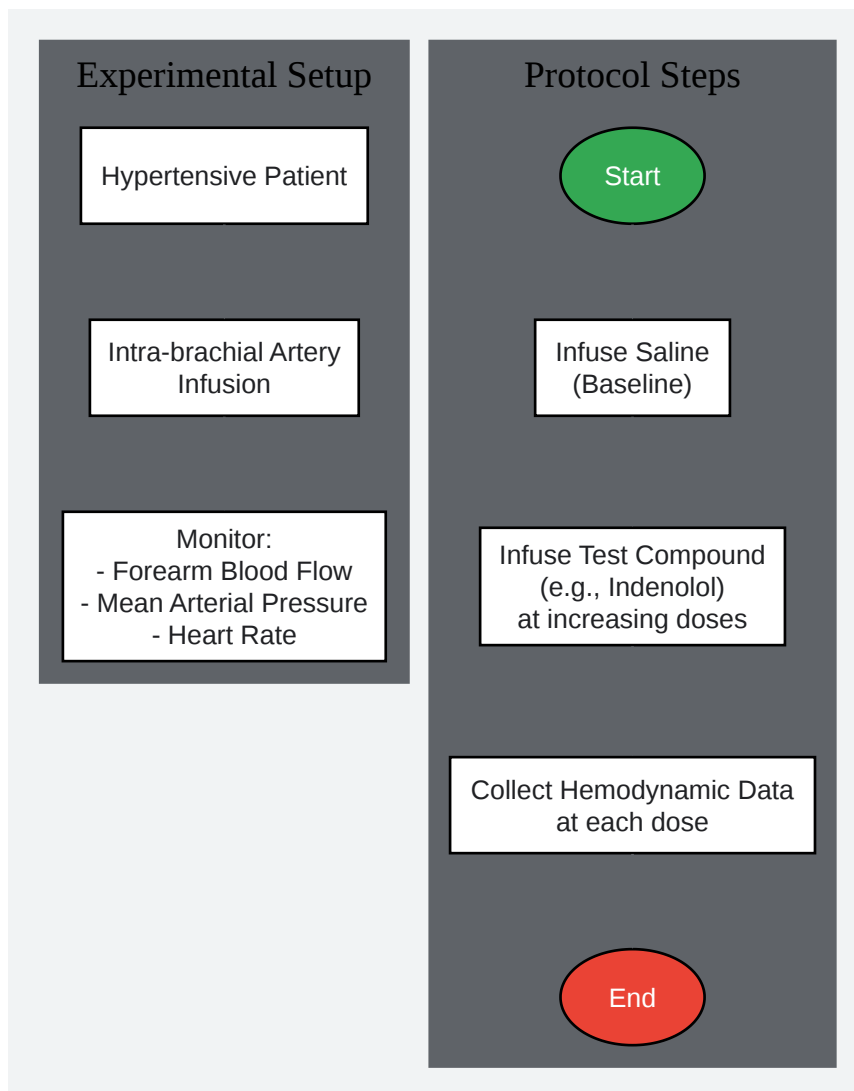 Experimental Setup
Hypertensive Patient
Intra-brachial Artery
Infusion
Monitor:
- Forearm Blood Flow
- Mean Arterial Pressure
- Heart Rate
Protocol Steps
Start
Infuse Saline
(Baseline)
Infuse Test Compound
(e.g., Indenolol)
at increasing doses
Collect Hemodynamic Data
at each dose
End